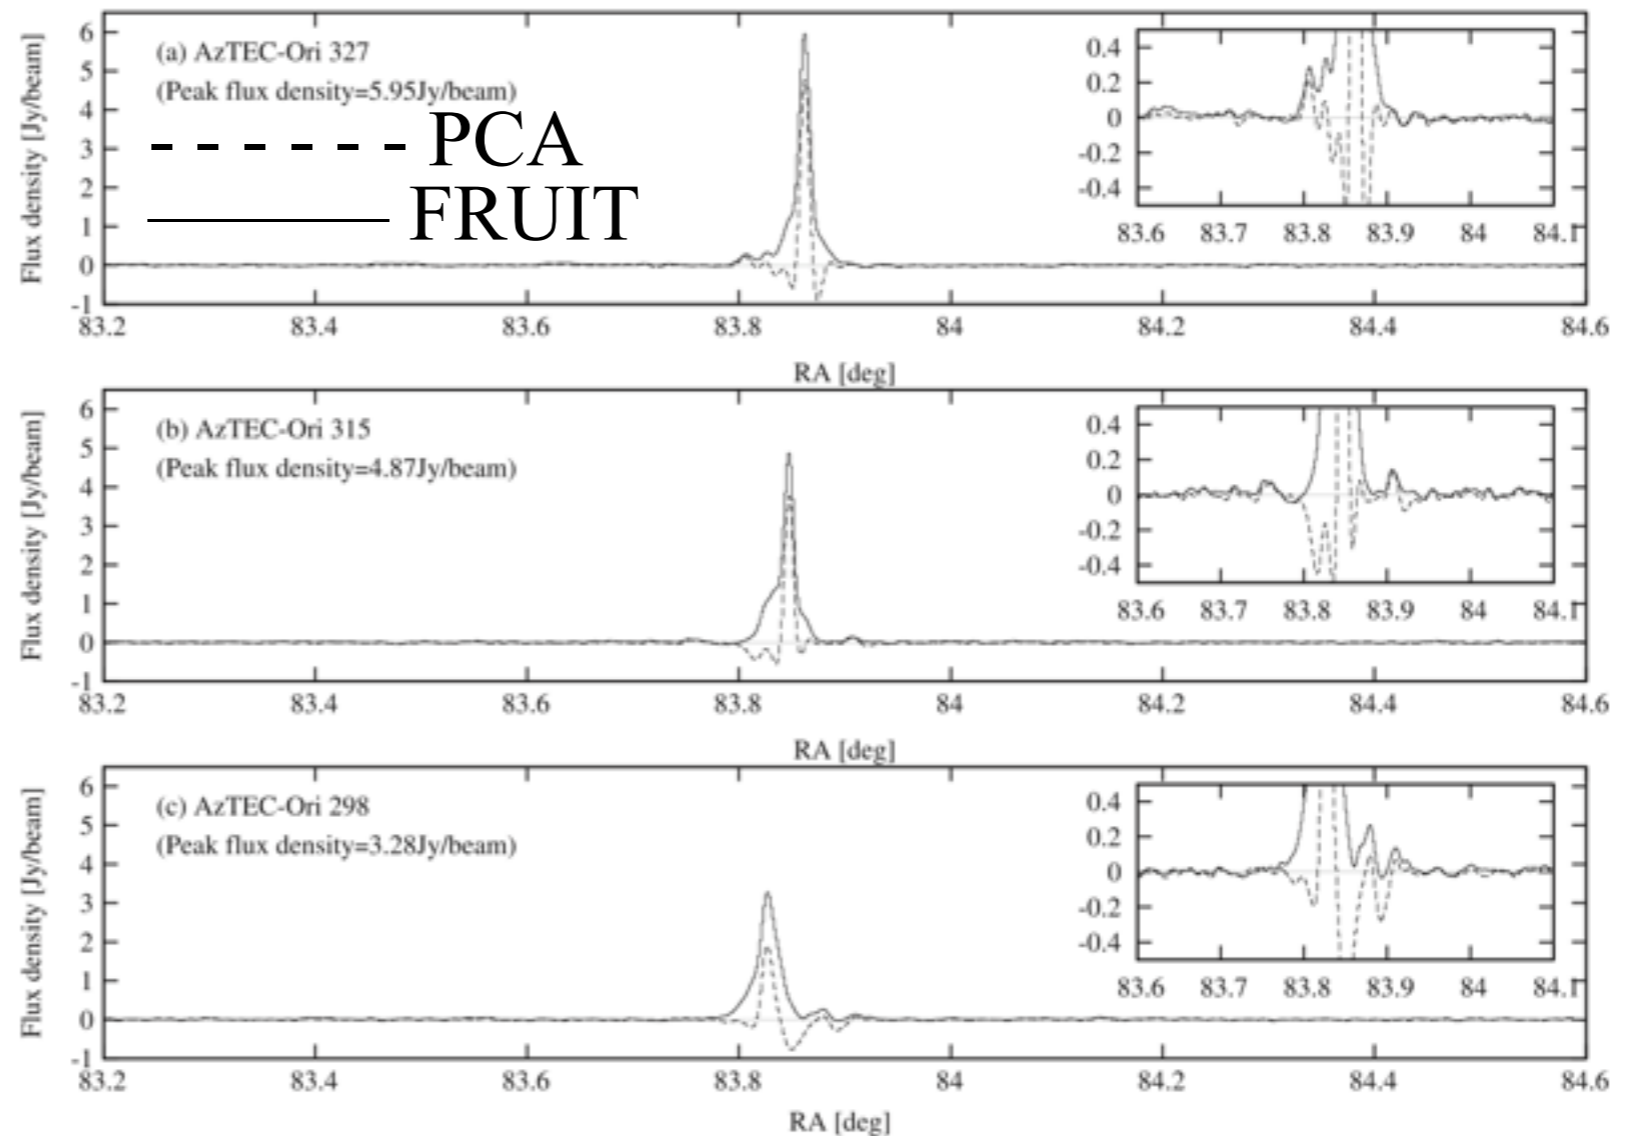 (a) AzTEC-Ori 327
(Peak flux density=5.95Jy/beam)
PCA
FRUIT
Flux density [Jy/beam]
6
5
4
3
2
1
0
-1
83.2 83.4 83.6 83.8 84 84.2 84.4 84.6
RA [deg]
0.4
0.2
0
-0.2
-0.4
83.6 83.7 83.8 83.9 84 84.1
(b) AzTEC-Ori 315
(Peak flux density=4.87Jy/beam)
Flux density [Jy/beam]
6
5
4
3
2
1
0
-1
83.2 83.4 83.6 83.8 84 84.2 84.4 84.6
RA [deg]
0.4
0.2
0
-0.2
-0.4
83.6 83.7 83.8 83.9 84 84.1
(c) AzTEC-Ori 298
(Peak flux density=3.28Jy/beam)
Flux density [Jy/beam]
6
5
4
3
2
1
0
-1
83.2 83.4 83.6 83.8 84 84.2 84.4 84.6
RA [deg]
0.4
0.2
0
-0.2
-0.4
83.6 83.7 83.8 83.9 84 84.1